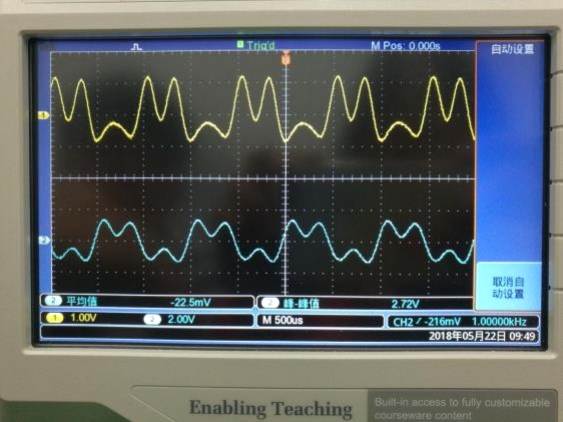 Trig'd M Pos: 0.000s 自动设置
1
2
取消自
动设置
2 平均值 -22.5mV 2 峰-峰值 2.72V
1 1.00V 2 2.00V M 500us CH2 -216mV 1.00000kHz
2018年05月22日 09:49
Enabling Teaching
Built-in access to fully customizable
courseware content